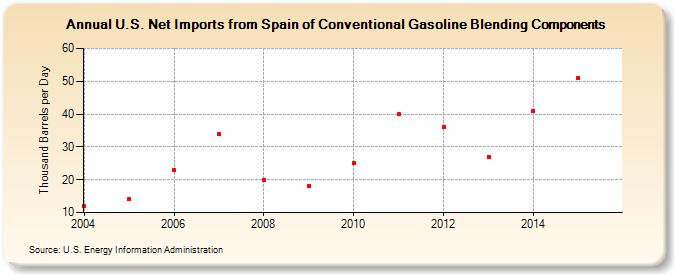 Annual U.S. Net Imports from Spain of Conventional Gasoline Blending Components
Thousand Barrels per Day
60
50
40
30
20
10
2004 2006 2008 2010 2012 2014
Source: U.S. Energy Information Administration